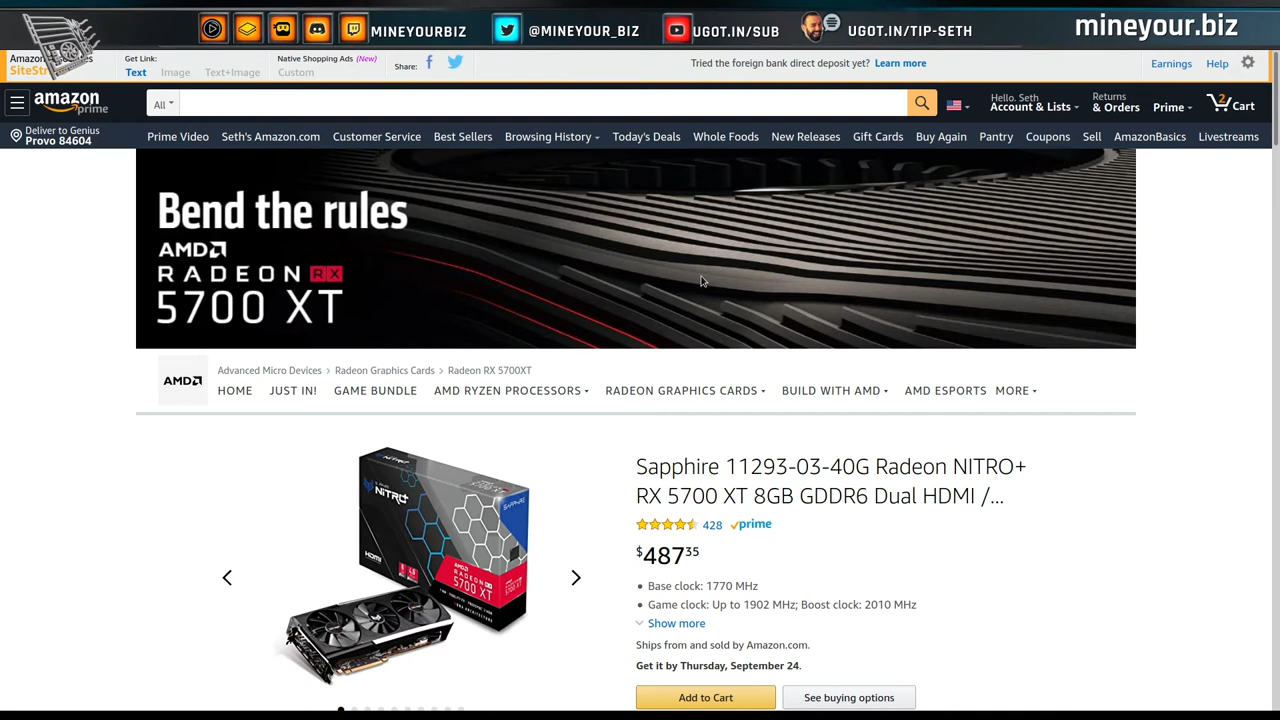 MINEYOURBIZ
@MINEYOUR_BIZ
UGOT.IN/SUB
UGOT.IN/TIP-SETH
mineyour.biz
Get Link:
Text Image Text+Image
Native Shopping Ads (New)
Custom
Share:
Tried the foreign bank direct deposit yet? Learn more
Earnings Help
amazon
prime
All
Hello, Seth
Account & Lists
Returns
& Orders
Prime
2
Cart
Deliver to Genius
Provo 84604
Prime Video Seth's Amazon.com Customer Service Best Sellers Browsing History Today's Deals Whole Foods New Releases Gift Cards Buy Again Pantry Coupons Sell AmazonBasics Livestreams
Bend the rules
AMD
RADEON RX
5700 XT
AMD
Advanced Micro Devices › Radeon Graphics Cards › Radeon RX 5700XT
HOME JUST IN! GAME BUNDLE AMD RYZEN PROCESSORS RADEON GRAPHICS CARDS BUILD WITH AMD AMD ESPORTS MORE
NITRO+
SAPPHIRE
HDMI
AMD
RADEON
5700 XT
Sapphire 11293-03-40G Radeon NITRO+
RX 5700 XT 8GB GDDR6 Dual HDMI /...
428 prime
$487 35
• Base clock: 1770 MHz
• Game clock: Up to 1902 MHz; Boost clock: 2010 MHz
Show more
Ships from and sold by Amazon.com.
Get it by Thursday, September 24.
Add to Cart
See buying options